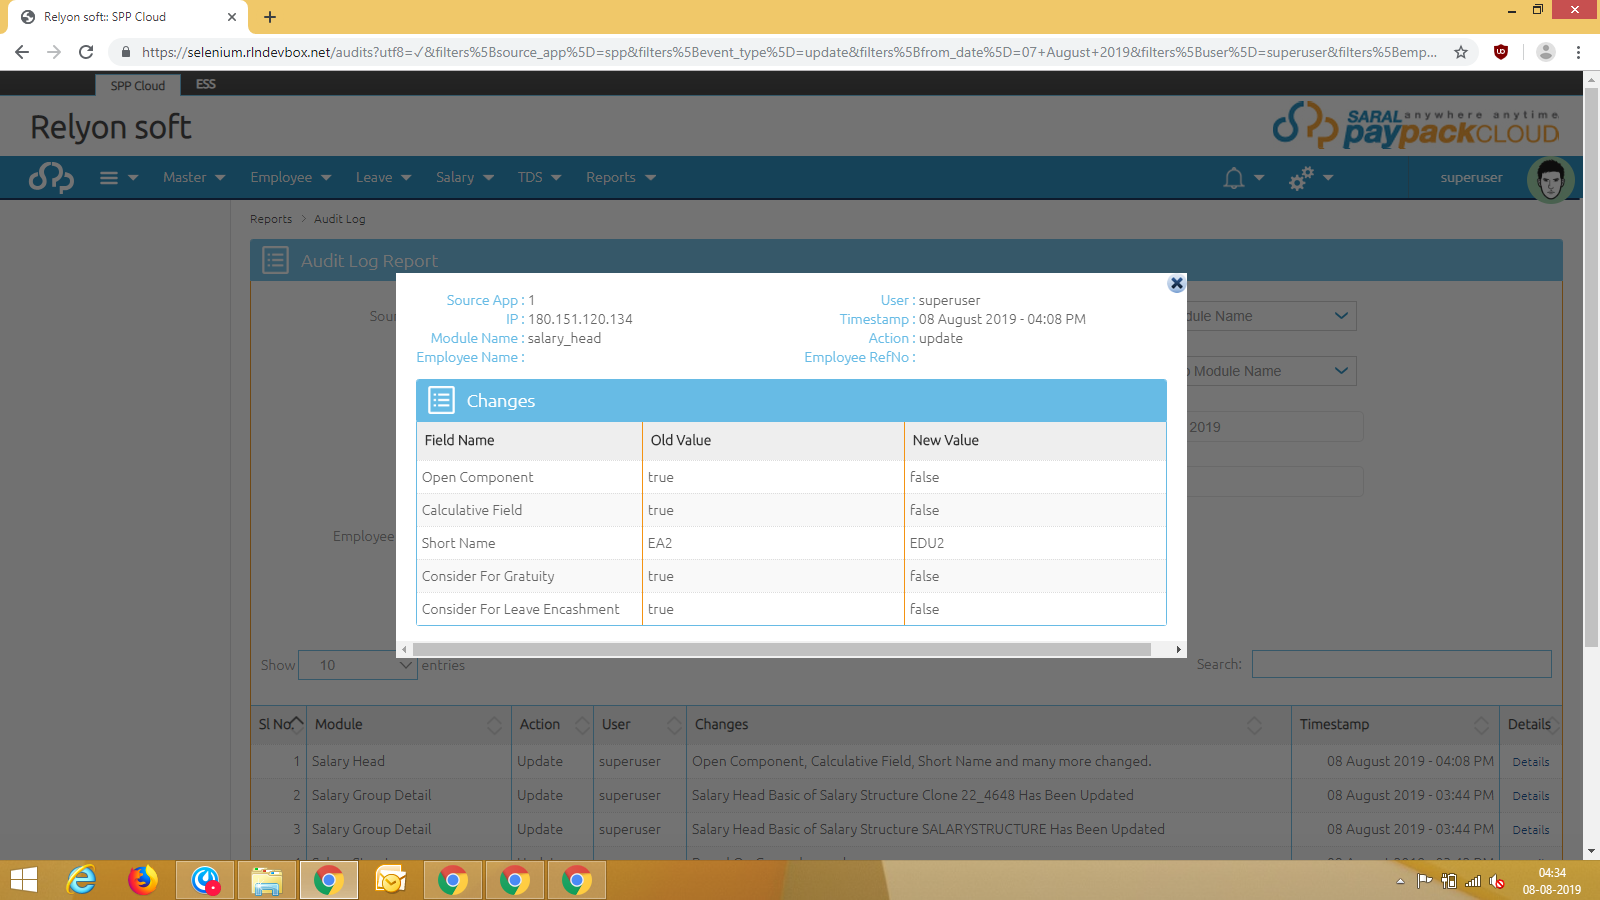 Relyon soft:: SPP Cloud
https://selenium.rlndevbox.net/audits?utf8=✓&filters%5Bsource_app%5D=spp&filters%5Bevent_type%5D=update&filters%5Bfrom_date%5D=07+August+2019&filters%5Buser%5D=superuser&filters%5Bemp...
SPP Cloud ESS
Relyon soft
SARAL anywhere anytime
paypackCLOUD
Master Employee Leave Salary TDS Reports superuser
Reports > Audit Log
Audit Log Report
Source App : 1 User : superuser
IP : 180.151.120.134 Timestamp : 08 August 2019 - 04:08 PM
Module Name : salary_head Action : update
Employee Name : Employee RefNo :
Sour
dule Name
Module Name
2019
Employee
Changes
Field Name Old Value New Value
Open Component true false
Calculative Field true false
Short Name EA2 EDU2
Consider For Gratuity true false
Consider For Leave Encashment true false
Show 10 entries Search:
Sl No. Module Action User Changes Timestamp Details
1 Salary Head Update superuser Open Component, Calculative Field, Short Name and many more changed. 08 August 2019 - 04:08 PM Details
2 Salary Group Detail Update superuser Salary Head Basic of Salary Structure Clone 22_4648 Has Been Updated 08 August 2019 - 03:44 PM Details
3 Salary Group Detail Update superuser Salary Head Basic of Salary Structure SALARYSTRUCTURE Has Been Updated 08 August 2019 - 03:44 PM Details
04:34
08-08-2019